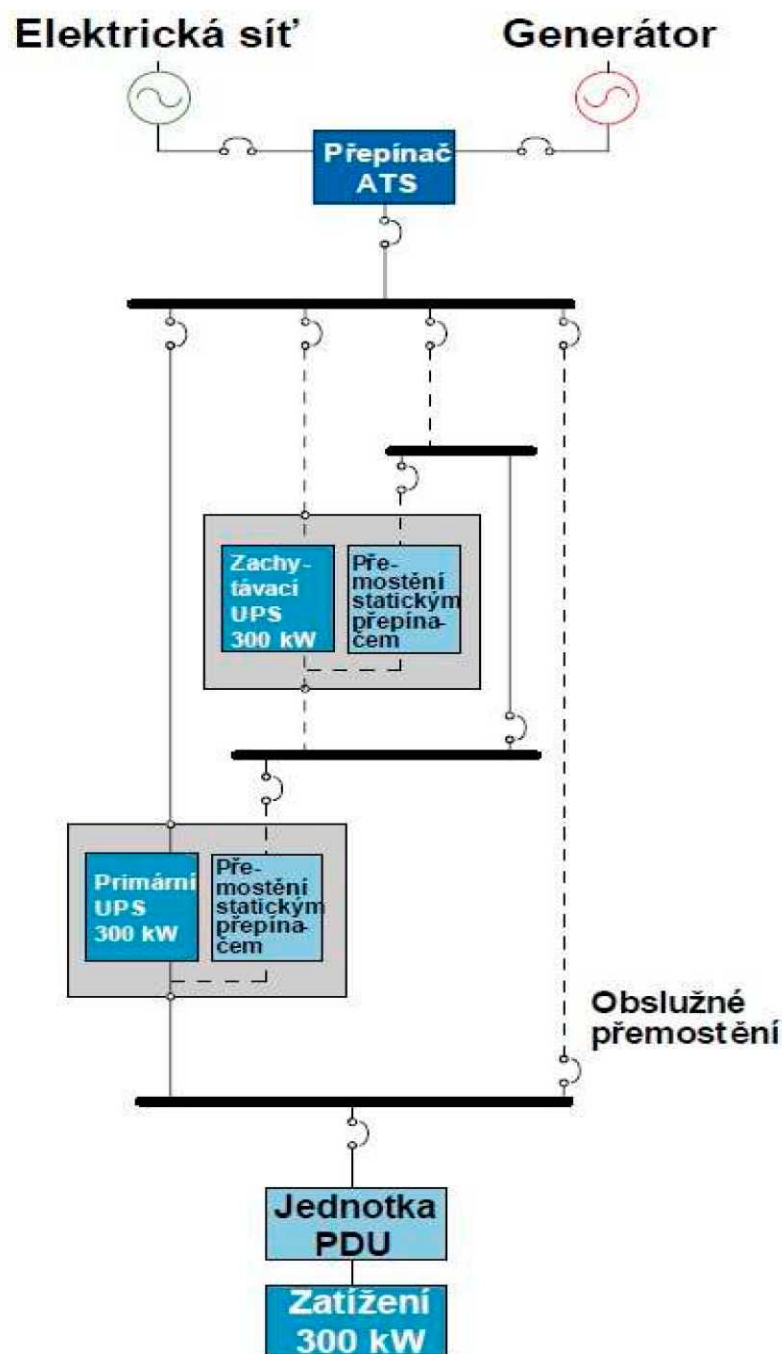 Elektrická síť
Generátor
Přepínač
ATS
Zachy-
távací
UPS
300 kW
Pře-
mostění
statickým
přepína-
čem
Primární
UPS
300 kW
Pře-
mostění
statickým
přepína-
čem
Obslužné
přemostění
Jednotka
PDU
Zatížení
300 kW